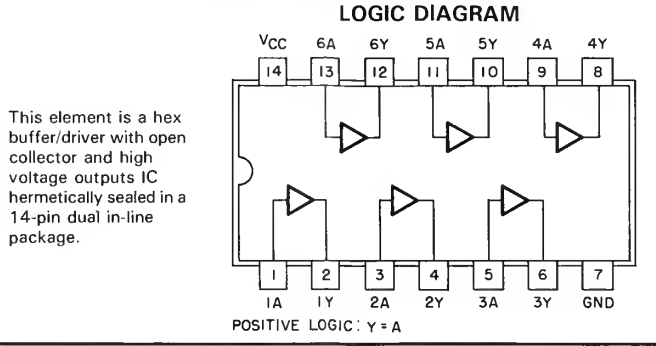 LOGIC DIAGRAM
VCC 6A 6Y 5A 5Y 4A 4Y
14 13 12 11 10 9 8
This element is a hex
buffer/driver with open
collector and high
voltage outputs IC
hermetically sealed in a
14-pin dual in-line
package.
1 2 3 4 5 6 7
1A 1Y 2A 2Y 3A 3Y GND
POSITIVE LOGIC: Y = A